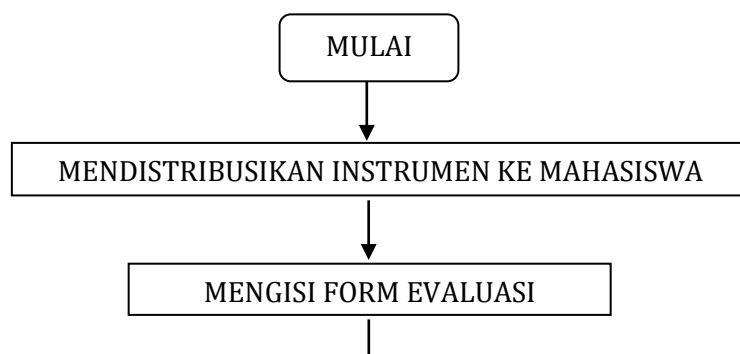 MULAI
MENDISTRIBUSIKAN INSTRUMEN KE MAHASISWA
MENGISI FORM EVALUASI